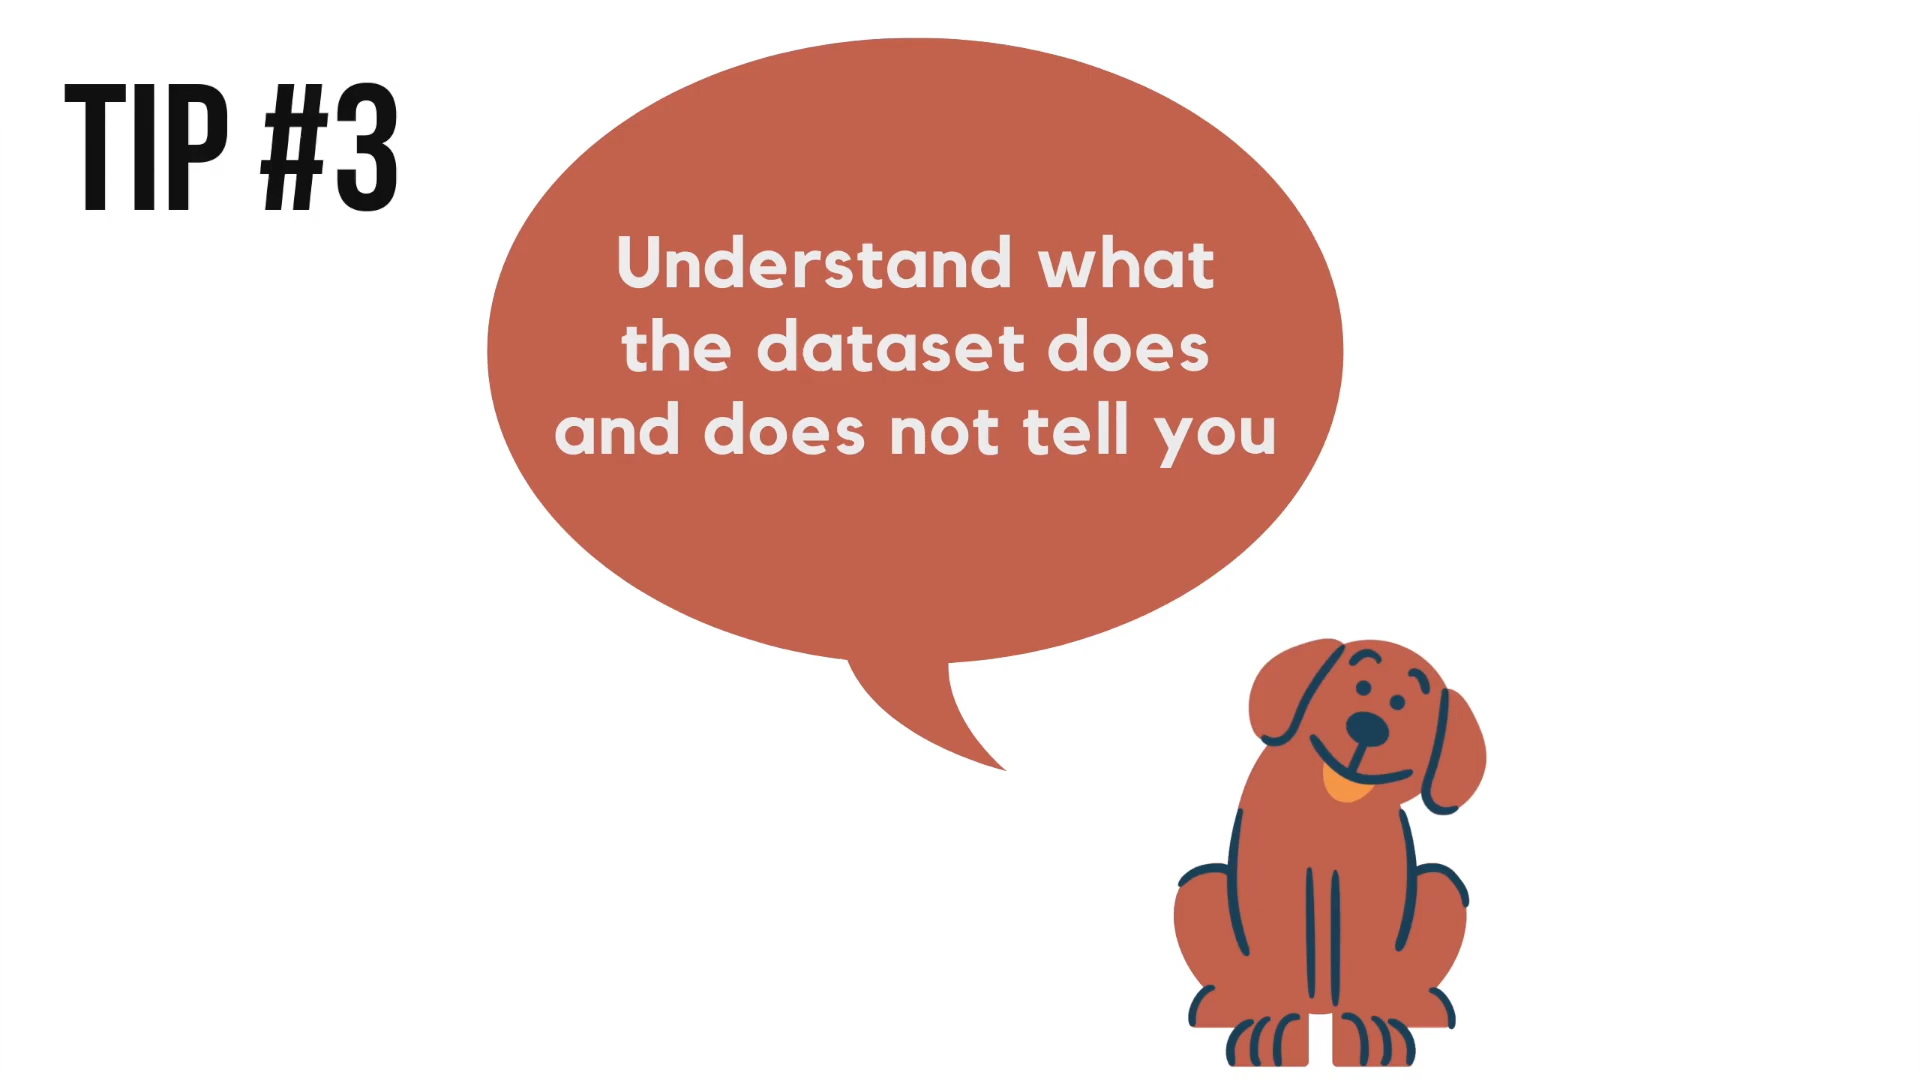 TIP #3
Understand what
the dataset does
and does not tell you